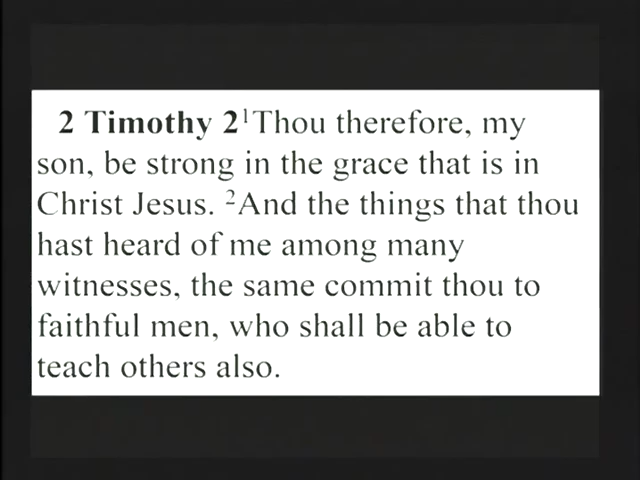 2 Timothy 2¹Thou therefore, my
son, be strong in the grace that is in
Christ Jesus. ²And the things that thou
hast heard of me among many
witnesses, the same commit thou to
faithful men, who shall be able to
teach others also.